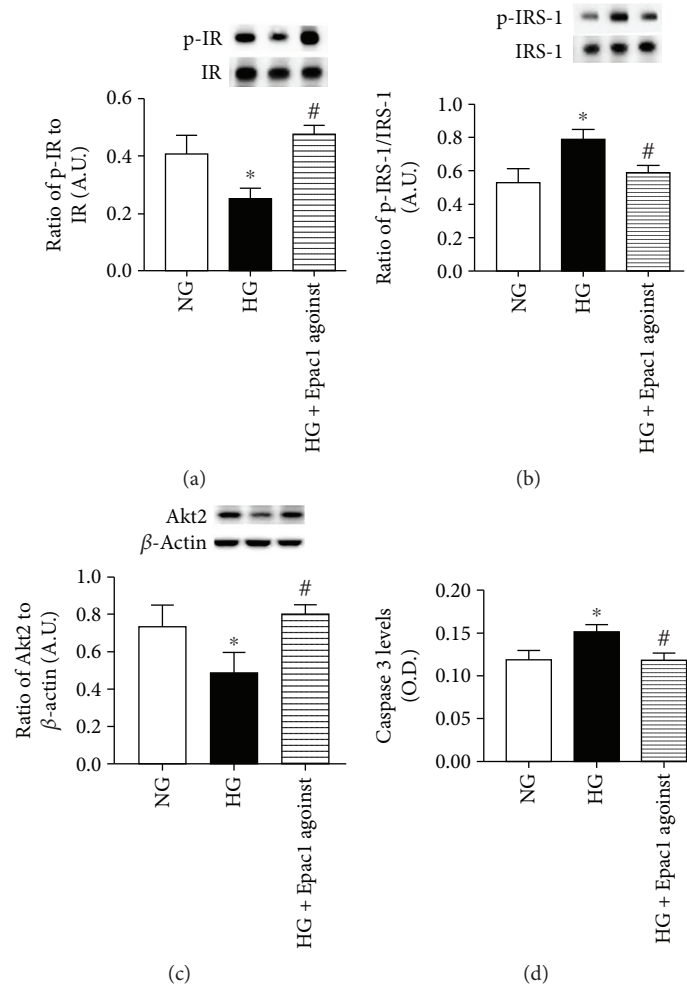 p-IR
IR
0.6
0.4
0.2
0.0
Ratio of p-IR to
IR (A.U.)
*
#
NG
HG
HG + Epac1 agoinst
(a)
p-IRS-1
IRS-1
1.0
0.8
0.6
0.4
0.2
0.0
Ratio of p-IRS-1/IRS-1
(A.U.)
*
#
NG
HG
HG + Epac1 agoinst
(b)
Akt2
β-Actin
0.8
0.6
0.4
0.2
0.0
1.0
Ratio of Akt2 to
β-actin (A.U.)
*
#
NG
HG
HG + Epac1 agoinst
(c)
0.20
0.15
0.10
0.05
0.00
Caspase 3 levels
(O.D.)
*
#
NG
HG
HG + Epac1 agoinst
(d)